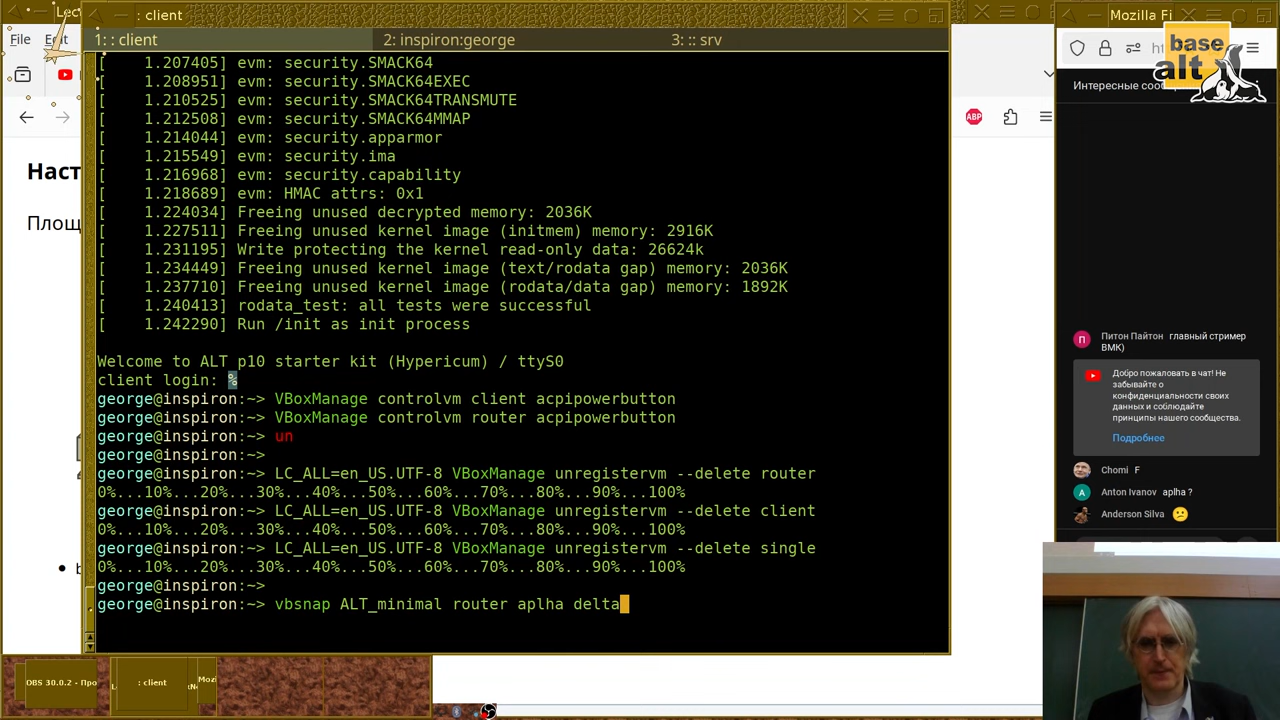 Lec
: client
Mozilla Fi
File
Edit
1: : client
2: inspiron:george
3: :: srv
base
alt
[    1.207405] evm: security.SMACK64
[    1.208951] evm: security.SMACK64EXEC
[    1.210525] evm: security.SMACK64TRANSMUTE
[    1.212508] evm: security.SMACK64MMAP
[    1.214044] evm: security.apparmor
[    1.215549] evm: security.ima
[    1.216968] evm: security.capability
[    1.218689] evm: HMAC attrs: 0x1
[    1.224034] Freeing unused decrypted memory: 2036K
[    1.227511] Freeing unused kernel image (initmem) memory: 2916K
[    1.231195] Write protecting the kernel read-only data: 26624k
[    1.234449] Freeing unused kernel image (text/rodata gap) memory: 2036K
[    1.237710] Freeing unused kernel image (rodata/data gap) memory: 1892K
[    1.240413] rodata_test: all tests were successful
[    1.242290] Run /init as init process
Welcome to ALT p10 starter kit (Hypericum) / ttyS0
client login: %
george@inspiron:~> VBoxManage controlvm client acpipowerbutton
george@inspiron:~> VBoxManage controlvm router acpipowerbutton
george@inspiron:~> un
george@inspiron:~>
george@inspiron:~> LC_ALL=en_US.UTF-8 VBoxManage unregistervm --delete router
0%...10%...20%...30%...40%...50%...60%...70%...80%...90%...100%
george@inspiron:~> LC_ALL=en_US.UTF-8 VBoxManage unregistervm --delete client
0%...10%...20%...30%...40%...50%...60%...70%...80%...90%...100%
george@inspiron:~> LC_ALL=en_US.UTF-8 VBoxManage unregistervm --delete single
0%...10%...20%...30%...40%...50%...60%...70%...80%...90%...100%
george@inspiron:~>
george@inspiron:~> vbsnap ALT_minimal router aplha delta
Наст
Площ
ABP
Интересные сооб
Питон Пайтон главный стример
ВМК)
Добро пожаловать в чат! Не
забывайте о
конфиденциальности своих
данных и соблюдайте
принципы нашего
сообщества.
Подробнее
Chomi F
Anton Ivanov aplha ?
Anderson Silva
OBS 30.0.2 - Про
: client
Mozi